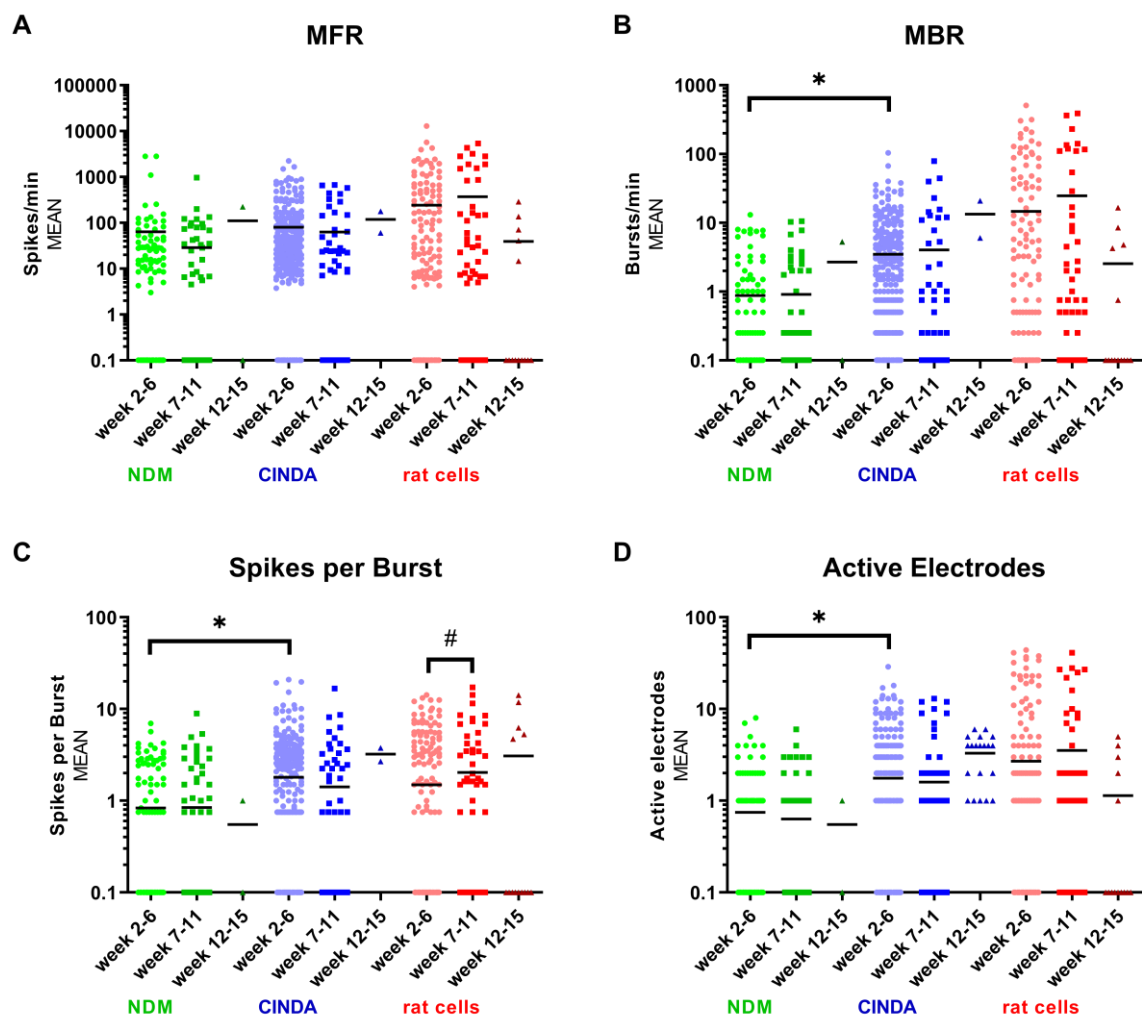 A
MFR
Spikes/min
MEAN
100000
10000
1000
100
10
1
0.1
week 2-6
week 7-11
week 12-15
week 2-6
week 7-11
week 12-15
week 2-6
week 7-11
week 12-15
NDM
CINDA
rat cells
B
MBR
Bursts/min
MEAN
1000
100
10
1
0.1
*
week 2-6
week 7-11
week 12-15
week 2-6
week 7-11
week 12-15
week 2-6
week 7-11
week 12-15
NDM
CINDA
rat cells
C
Spikes per Burst
Spikes per Burst
MEAN
100
10
1
0.1
*
#
week 2-6
week 7-11
week 12-15
week 2-6
week 7-11
week 12-15
week 2-6
week 7-11
week 12-15
NDM
CINDA
rat cells
D
Active Electrodes
Active electrodes
MEAN
100
10
1
0.1
*
week 2-6
week 7-11
week 12-15
week 2-6
week 7-11
week 12-15
week 2-6
week 7-11
week 12-15
NDM
CINDA
rat cells